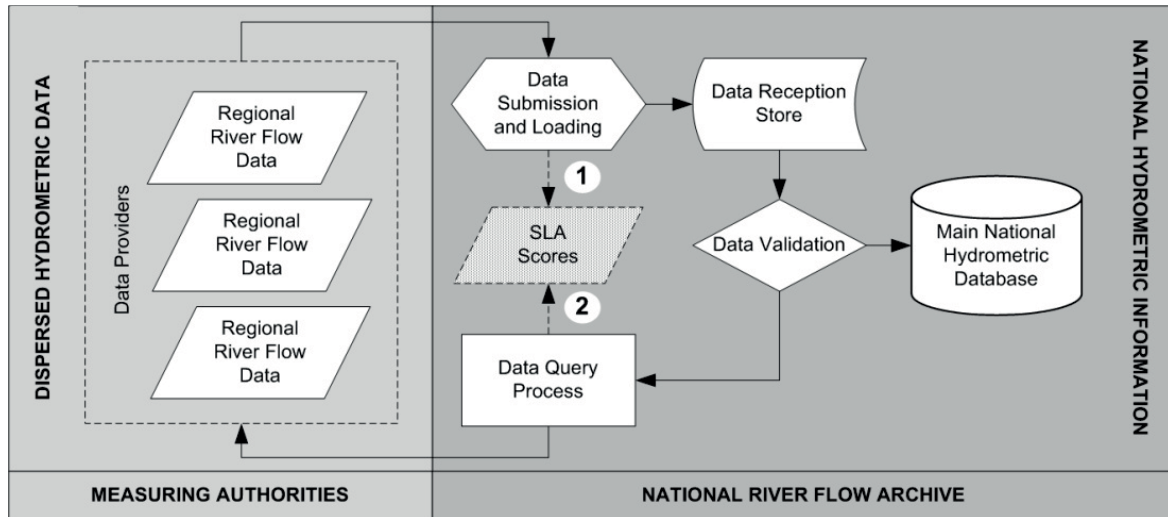 DISPERSED HYDROMETRIC DATA
Data Providers
Regional
River Flow
Data
Regional
River Flow
Data
Regional
River Flow
Data
MEASURING AUTHORITIES
Data
Submission
and Loading
Data Reception
Store
1
SLA
Scores
2
Data Validation
Main National
Hydrometric
Database
Data Query
Process
NATIONAL HYDROMETRIC INFORMATION
NATIONAL RIVER FLOW ARCHIVE